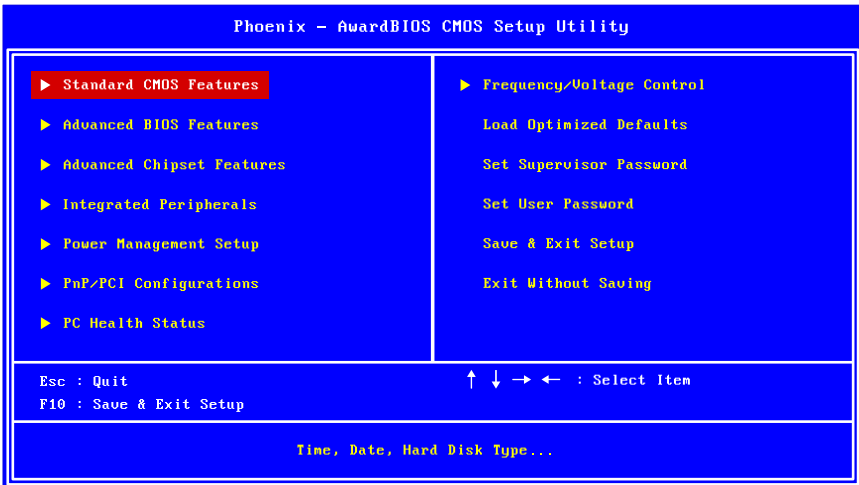 Phoenix – AwardBIOS CMOS Setup Utility
▶ Standard CMOS Features
▶ Advanced BIOS Features
▶ Advanced Chipset Features
▶ Integrated Peripherals
▶ Power Management Setup
▶ PnP/PCI Configurations
▶ PC Health Status
▶ Frequency/Voltage Control
Load Optimized Defaults
Set Supervisor Password
Set User Password
Save & Exit Setup
Exit Without Saving
Esc : Quit
F10 : Save & Exit Setup
↑ ↓ → ← : Select Item
Time, Date, Hard Disk Type...